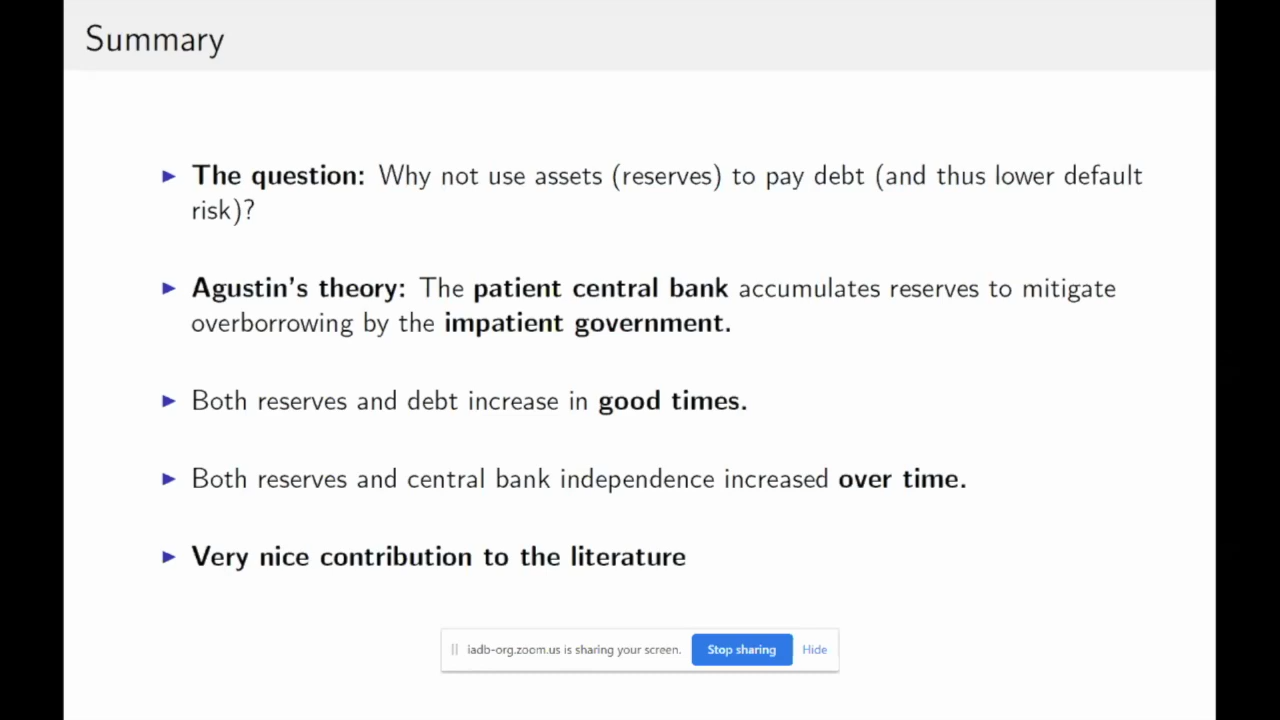 Summary
The question: Why not use assets (reserves) to pay debt (and thus lower default
risk)?
Agustin's theory: The patient central bank accumulates reserves to mitigate
overborrowing by the impatient government.
Both reserves and debt increase in good times.
Both reserves and central bank independence increased over time.
Very nice contribution to the literature
iadb-org.zoom.us is sharing your screen. Stop sharing Hide